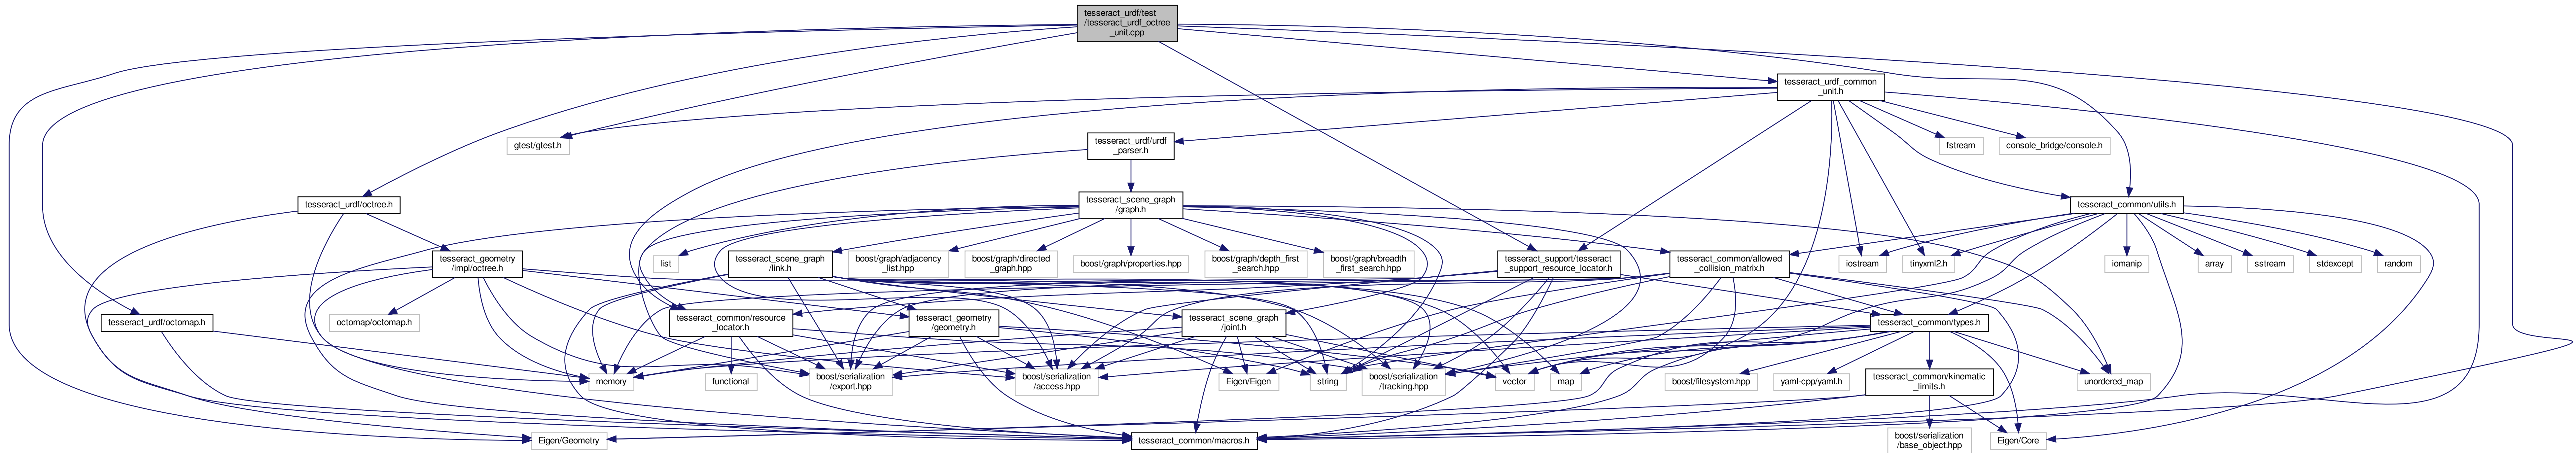 tesseract_urdf/test
/tesseract_urdf_octree
_unit.cpp
tesseract_urdf_common
_unit.h
gtest/gtest.h
tesseract_urdf/urdf
_parser.h
fstream
console_bridge/console.h
tesseract_urdf/octree.h
tesseract_scene_graph
/graph.h
tesseract_common/utils.h
tesseract_geometry
/impl/octree.h
list
tesseract_scene_graph
/link.h
boost/graph/adjacency
_list.hpp
boost/graph/directed
_graph.hpp
boost/graph/properties.hpp
boost/graph/depth_first
_search.hpp
boost/graph/breadth
_first_search.hpp
tesseract_support/tesseract
_support_resource_locator.h
tesseract_common/allowed
_collision_matrix.h
iostream
tinyxml2.h
iomanip
array
sstream
stdexcept
random
tesseract_urdf/octomap.h
octomap/octomap.h
tesseract_common/resource
_locator.h
tesseract_geometry
/geometry.h
tesseract_scene_graph
/joint.h
tesseract_common/types.h
memory
functional
boost/serialization
/export.hpp
boost/serialization
/access.hpp
Eigen/Eigen
string
boost/serialization
/tracking.hpp
vector
map
boost/filesystem.hpp
yaml-cpp/yaml.h
tesseract_common/kinematic
_limits.h
unordered_map
Eigen/Geometry
tesseract_common/macros.h
boost/serialization
/base_object.hpp
Eigen/Core